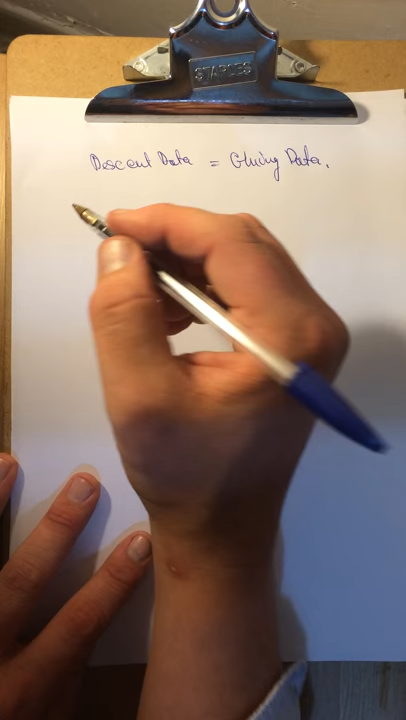 STAPLES
Descent Data = Gluing Data.